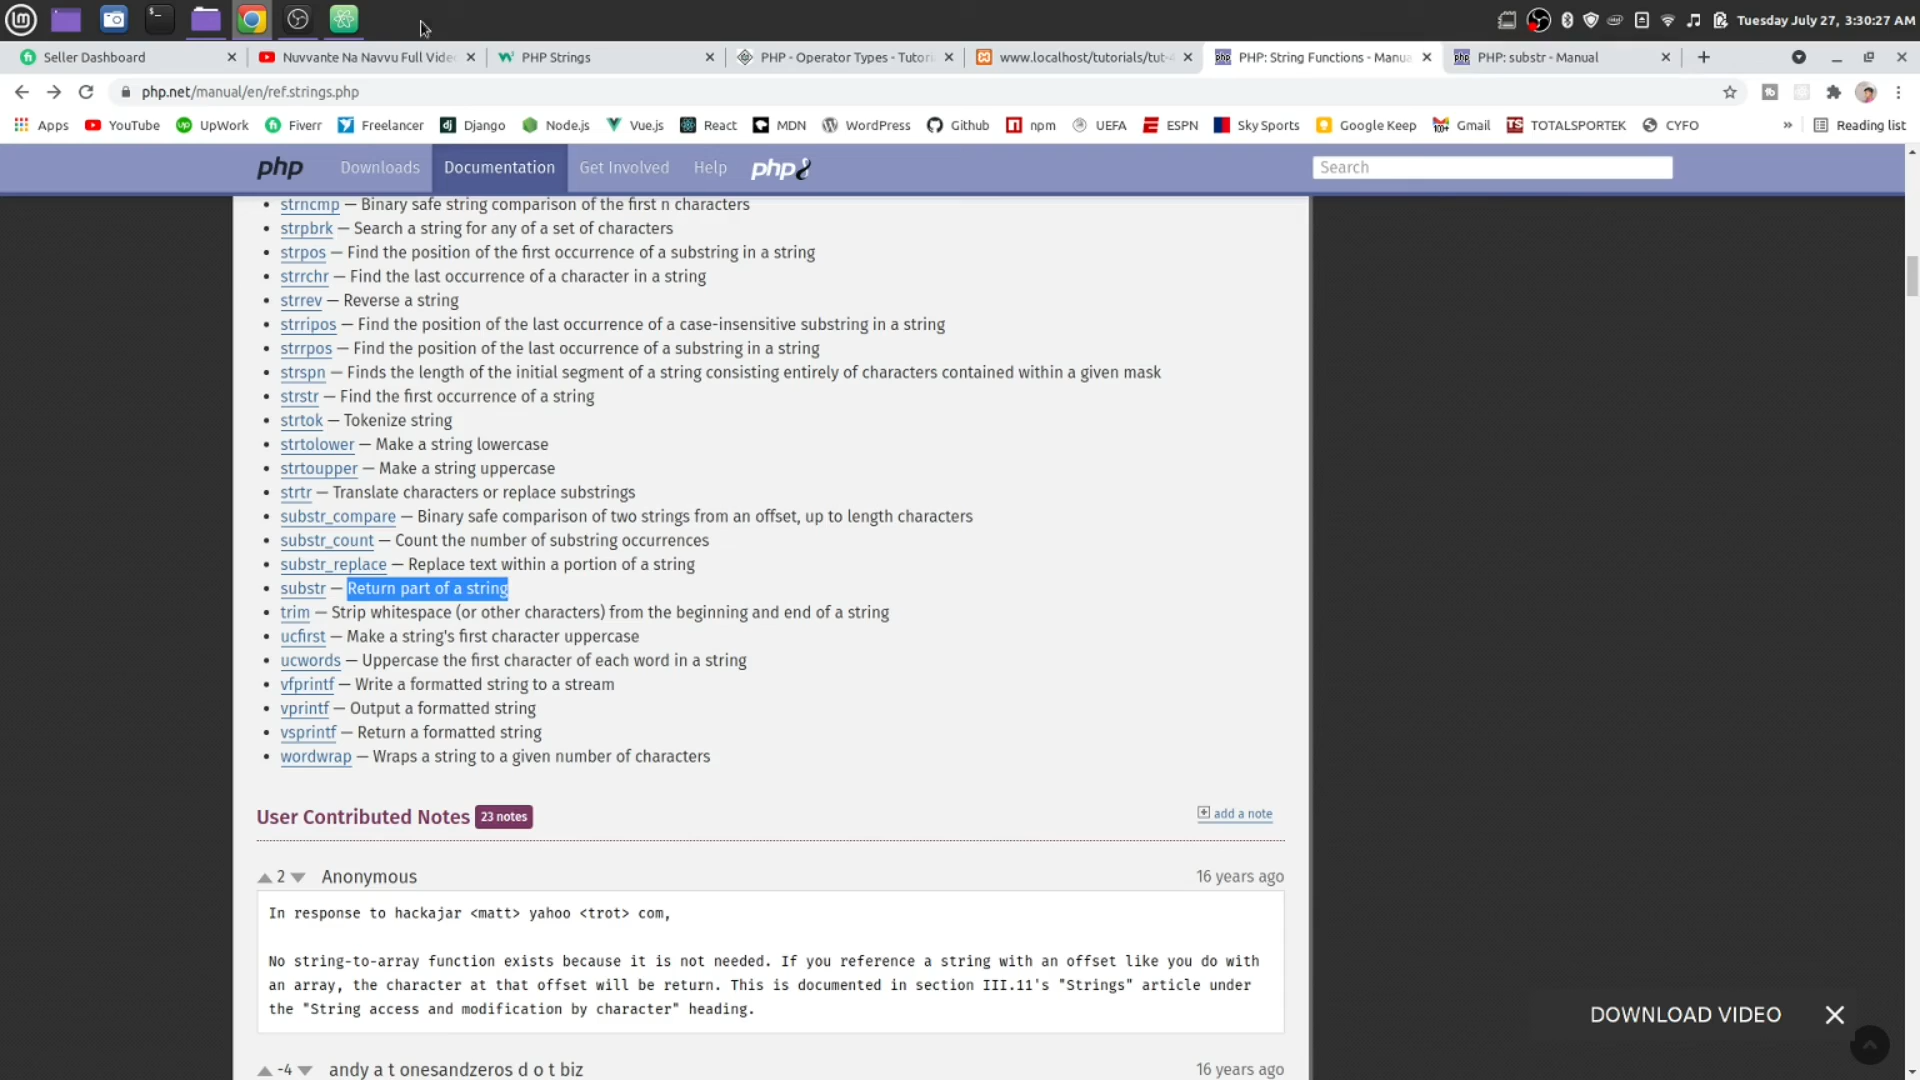 Tuesday July 27, 3:30:27 AM
Seller Dashboard
Nuvvante Na Navvu Full Vide
PHP Strings
PHP - Operator Types - Tutori
www.localhost/tutorials/tut-4
PHP: String Functions - Manua
PHP: substr - Manual
php.net/manual/en/ref.strings.php
Apps YouTube UpWork Fiverr Freelancer Django Node.js Vue.js React MDN WordPress Github npm UEFA ESPN Sky Sports Google Keep Gmail TOTALSPORTEK CYFO » Reading list
php Downloads Documentation Get Involved Help php8 Search
• strncmp — Binary safe string comparison of the first n characters
• strpbrk — Search a string for any of a set of characters
• strpos — Find the position of the first occurrence of a substring in a string
• strrchr — Find the last occurrence of a character in a string
• strrev — Reverse a string
• strripos — Find the position of the last occurrence of a case-insensitive substring in a string
• strrpos — Find the position of the last occurrence of a substring in a string
• strspn — Finds the length of the initial segment of a string consisting entirely of characters contained within a given mask
• strstr — Find the first occurrence of a string
• strtok — Tokenize string
• strtolower — Make a string lowercase
• strtoupper — Make a string uppercase
• strtr — Translate characters or replace substrings
• substr_compare — Binary safe comparison of two strings from an offset, up to length characters
• substr_count — Count the number of substring occurrences
• substr_replace — Replace text within a portion of a string
• substr — Return part of a string
• trim — Strip whitespace (or other characters) from the beginning and end of a string
• ucfirst — Make a string's first character uppercase
• ucwords — Uppercase the first character of each word in a string
• vfprintf — Write a formatted string to a stream
• vprintf — Output a formatted string
• vsprintf — Return a formatted string
• wordwrap — Wraps a string to a given number of characters
User Contributed Notes 23 notes
add a note
2 Anonymous
16 years ago
In response to hackajar <matt> yahoo <trot> com,
No string-to-array function exists because it is not needed. If you reference a string with an offset like you do with
an array, the character at that offset will be return. This is documented in section III.11's "Strings" article under
the "String access and modification by character" heading.
DOWNLOAD VIDEO
-4 andy a t onesandzeros d o t biz
16 years ago